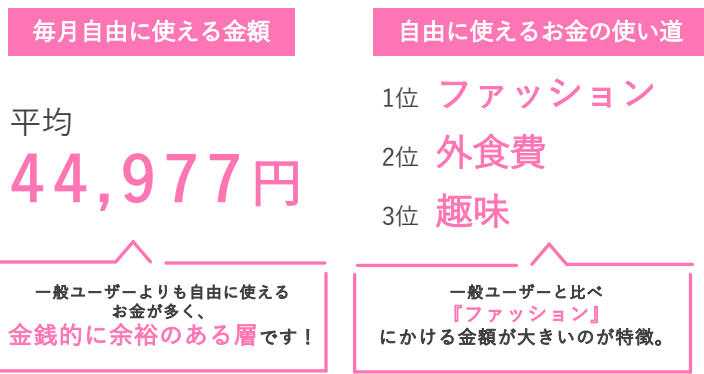 毎月自由に使える金額
平均
44,977円
一般ユーザーよりも自由に使える
お金が多く、
金銭的に余裕のある層です！
自由に使えるお金の使い道
1位 ファッション
2位 外食費
3位 趣味
一般ユーザーと比べ
『ファッション』
にかける金額が大きいのが特徴。